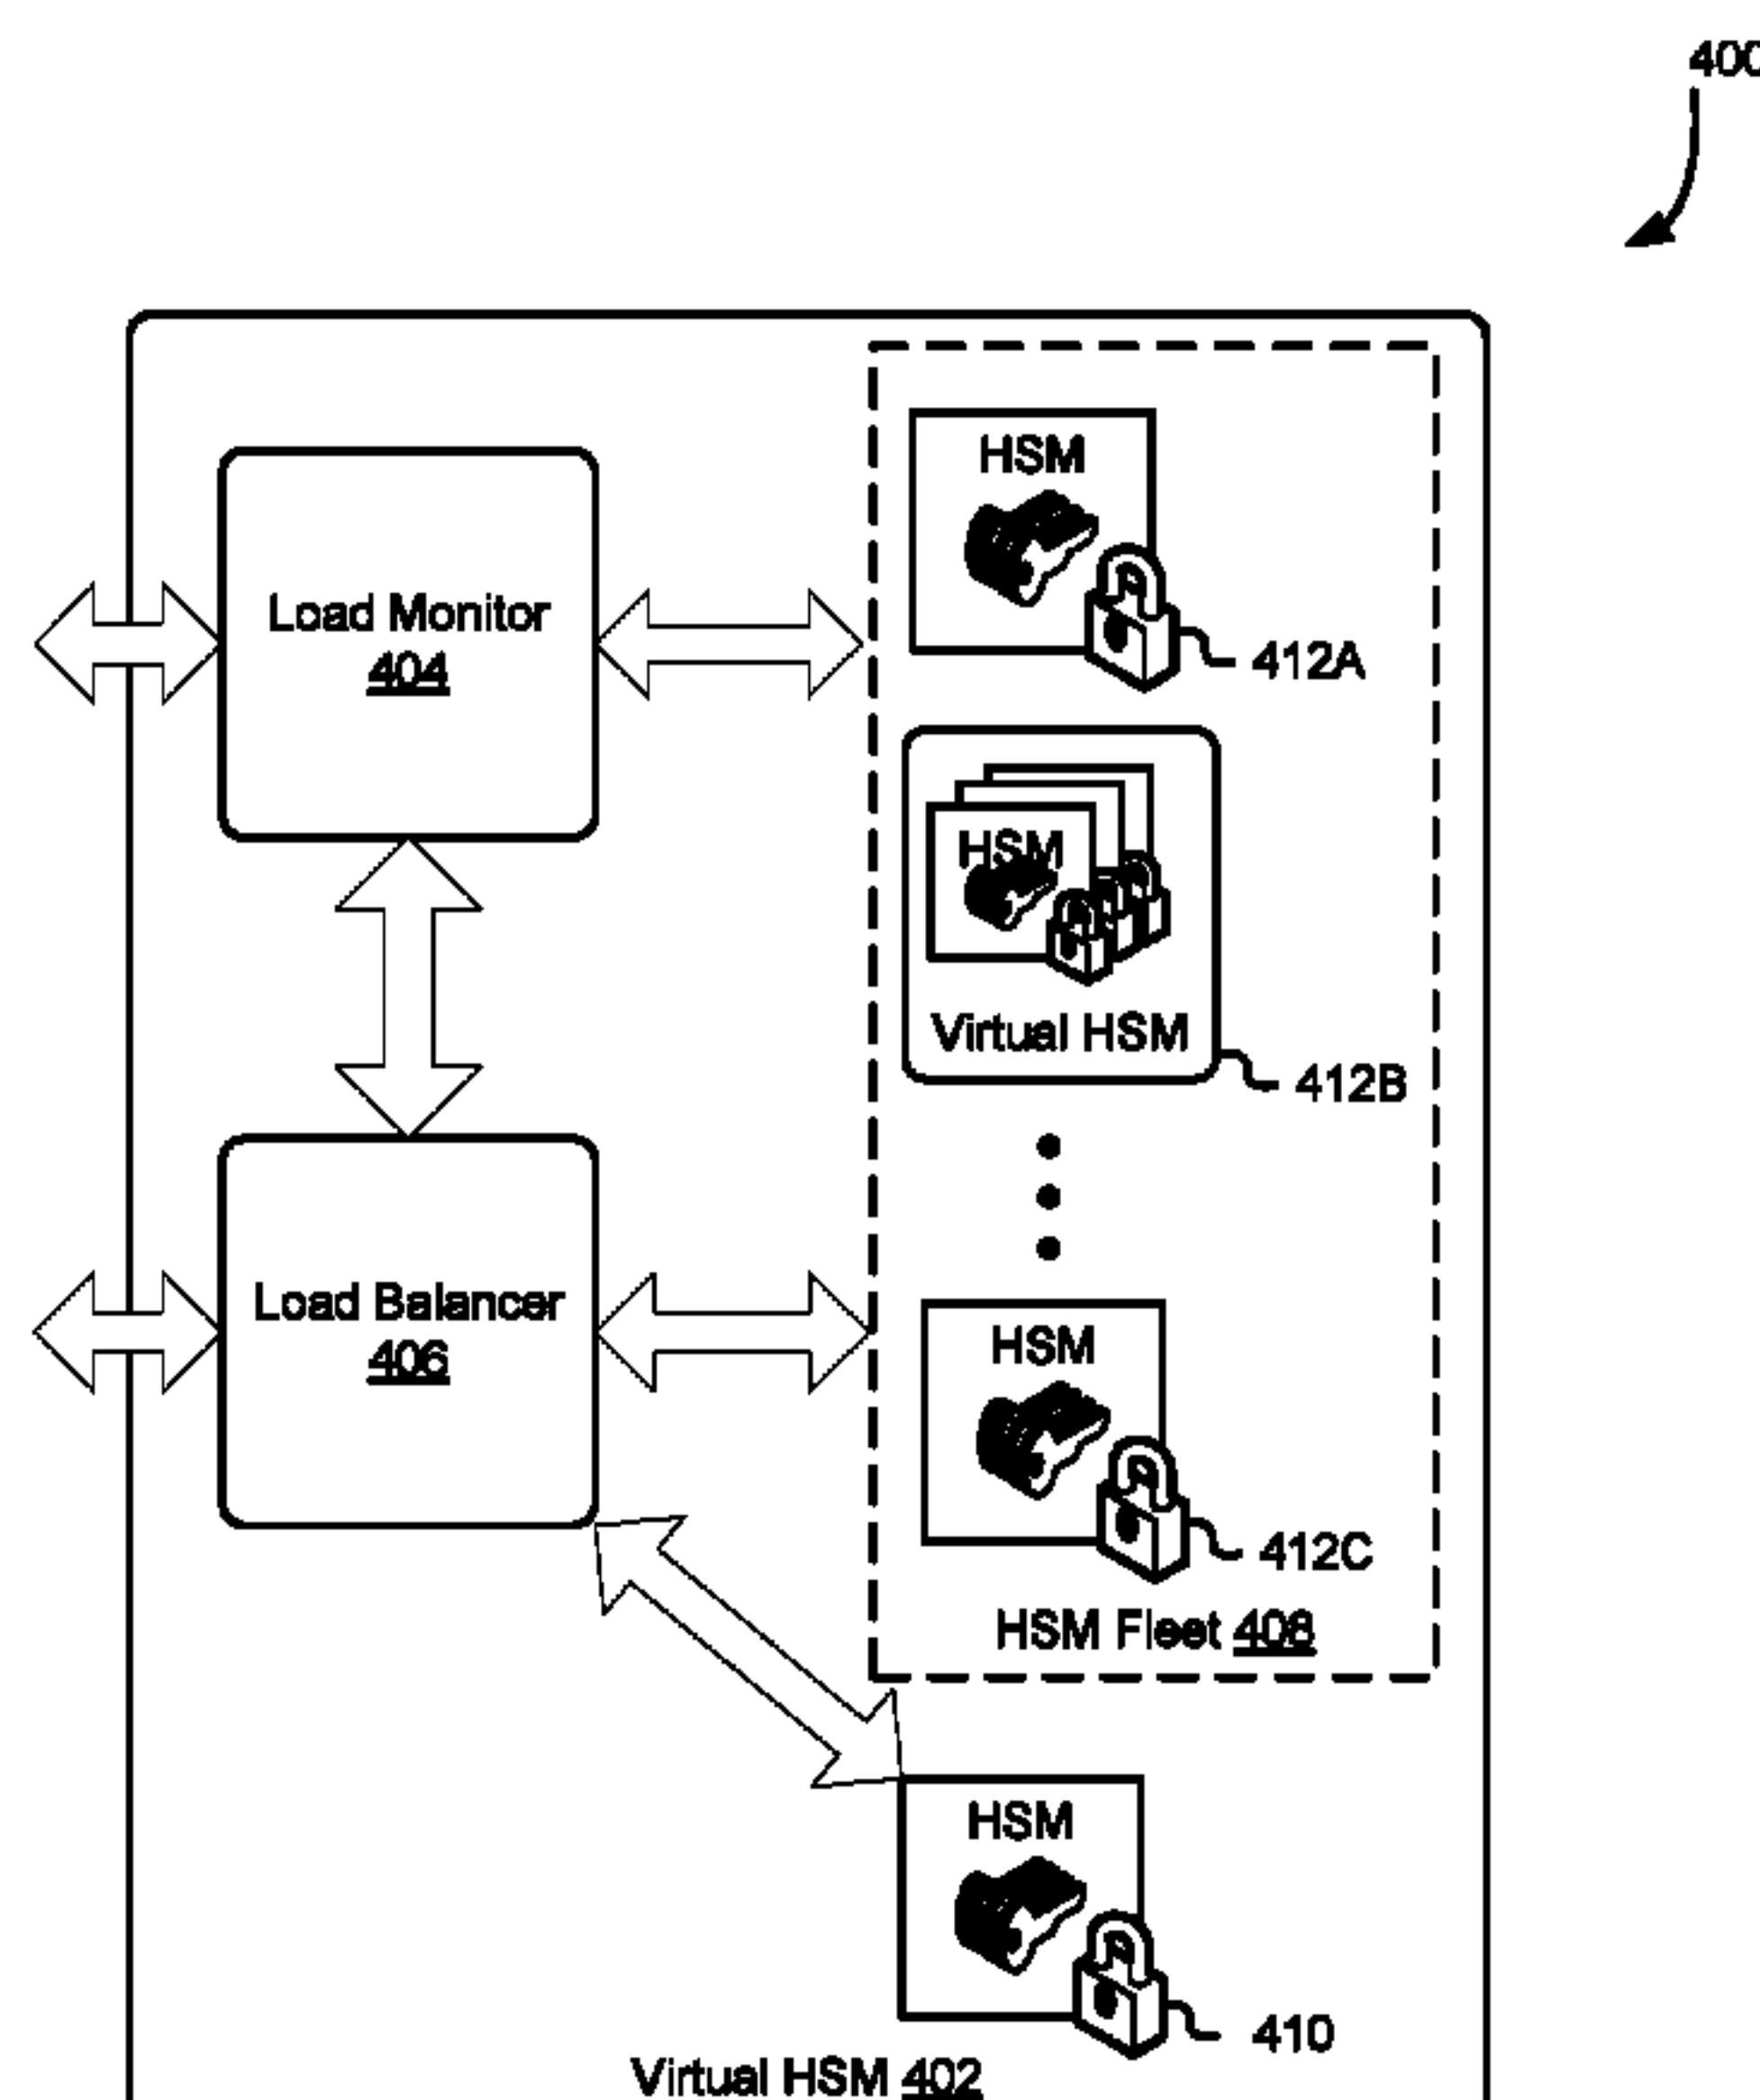 400
HSM
Load Monitor
404
412A
HSM
Virtual HSM
412B
Load Balancer
406
HSM
412C
HSM Fleet 408
HSM
410
Virtual HSM 402